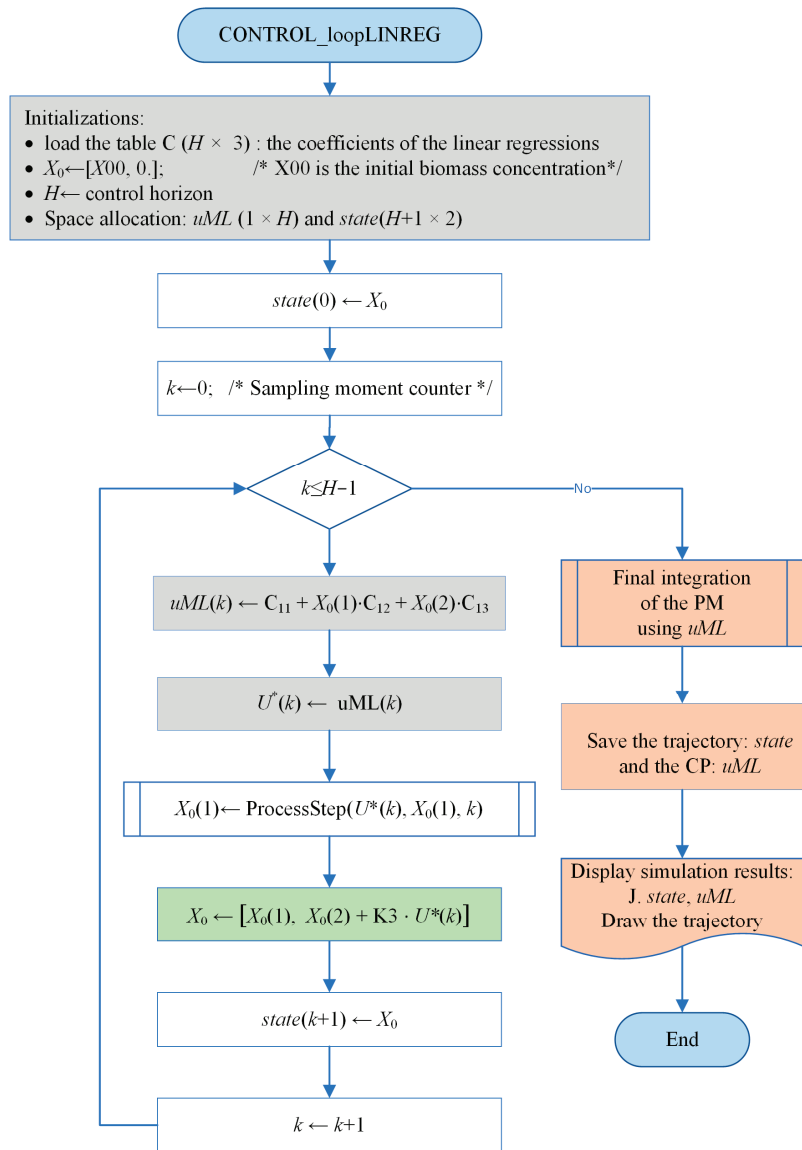 CONTROL_loopLINREG
Initializations:
• load the table C (H × 3) : the coefficients of the linear regressions
• X₀←[X00, 0.]; /* X00 is the initial biomass concentration*/
• H← control horizon
• Space allocation: uML (1 × H) and state(H+1 × 2)
state(0) ← X₀
k←0; /* Sampling moment counter */
k≤H−1
No
uML(k) ← C₁₁ + X₀(1)·C₁₂ + X₀(2)·C₁₃
U*(k) ← uML(k)
X₀(1)← ProcessStep(U*(k), X₀(1), k)
X₀ ← [X₀(1), X₀(2) + K3 · U*(k)]
state(k+1) ← X₀
k ← k+1
Final integration
of the PM
using uML
Save the trajectory: state
and the CP: uML
Display simulation results:
J. state, uML
Draw the trajectory
End